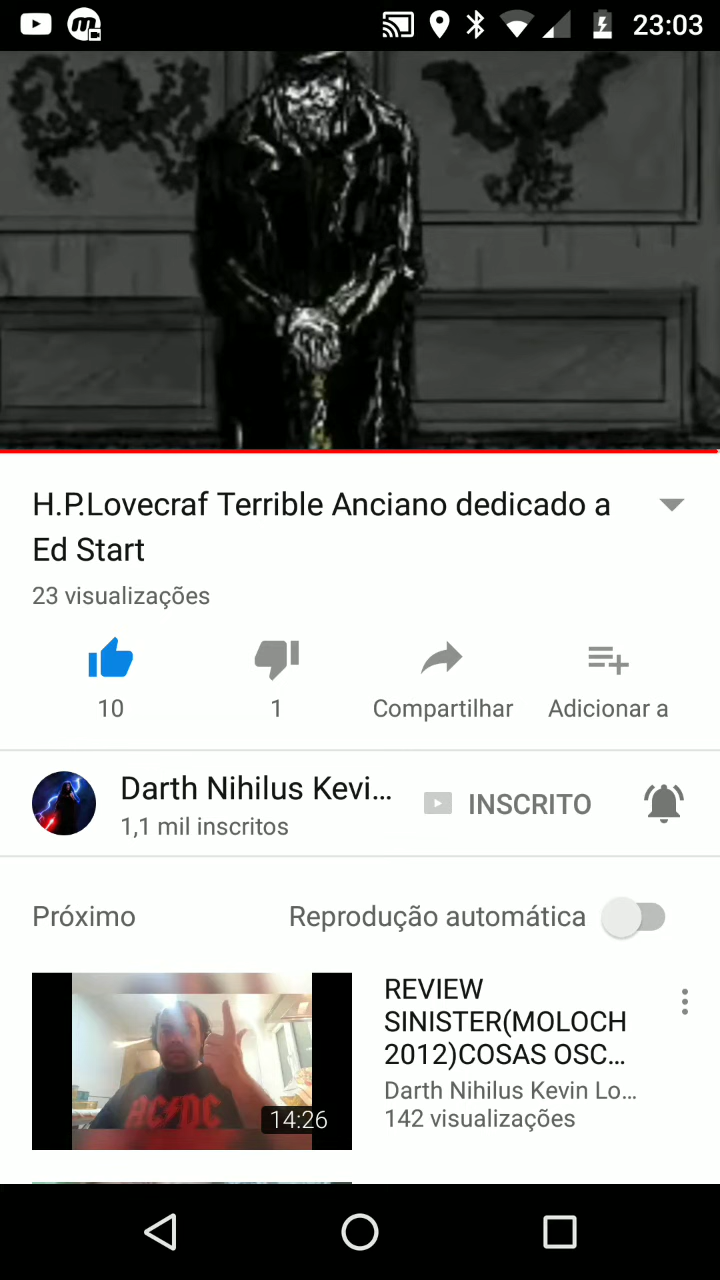 23:03
H.P.Lovecraf Terrible Anciano dedicado a
Ed Start
23 visualizações
10
1
Compartilhar
Adicionar a
Darth Nihilus Kevi...
1,1 mil inscritos
INSCRITO
Próximo
Reprodução automática
AC/DC
14:26
REVIEW
SINISTER(MOLOCH
2012)COSAS OSC...
Darth Nihilus Kevin Lo...
142 visualizações